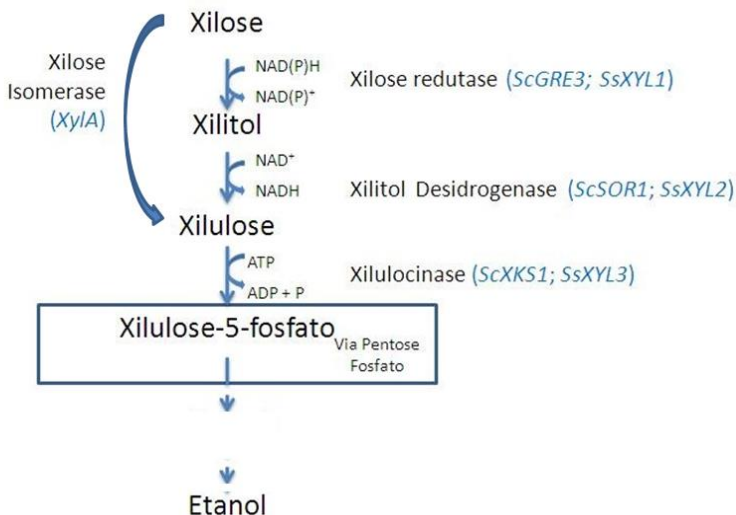 Xilose
Xilose
Isomerase
(XylA)
NAD(P)H
NAD(P)⁺
Xilose redutase (ScGRE3; SsXYL1)
Xilitol
NAD⁺
NADH
Xilitol Desidrogenase (ScSOR1; SsXYL2)
Xilulose
ATP
ADP + P
Xilulocinase (ScXKS1; SsXYL3)
Xilulose-5-fosfato
Via Pentose
Fosfato
Etanol